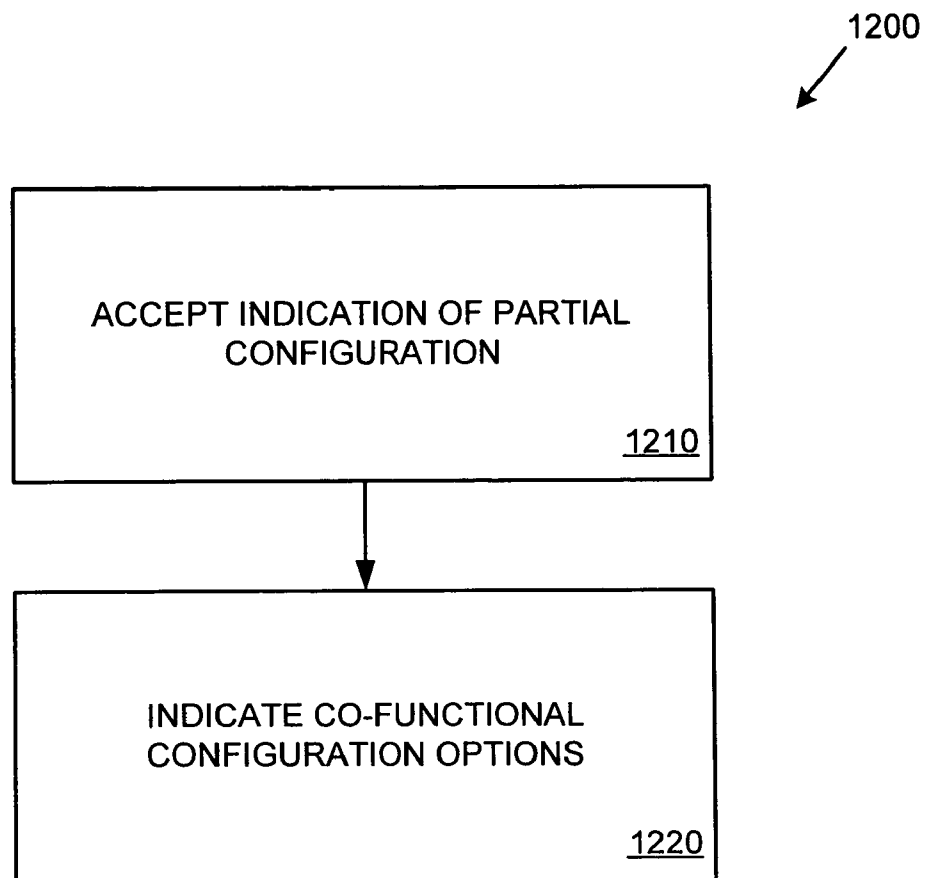 1200
ACCEPT INDICATION OF PARTIAL
CONFIGURATION
1210
INDICATE CO-FUNCTIONAL
CONFIGURATION OPTIONS
1220